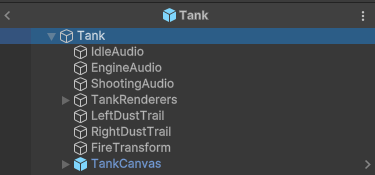 Tank
Tank
IdleAudio
EngineAudio
ShootingAudio
TankRenderers
LeftDustTrail
RightDustTrail
FireTransform
TankCanvas